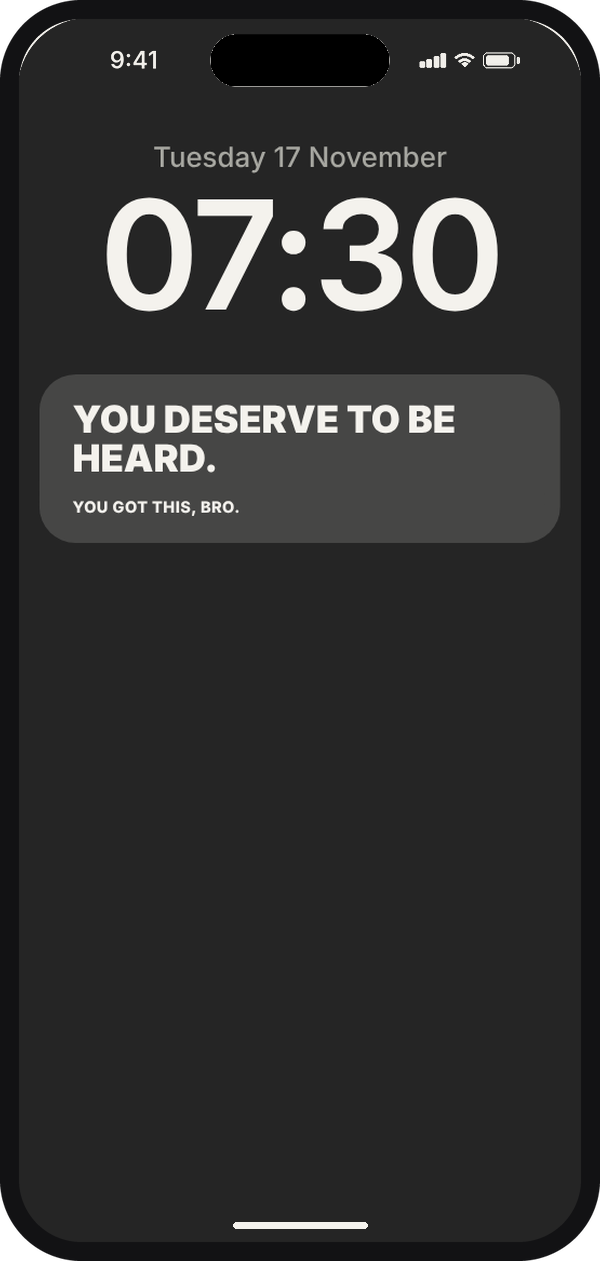 9:41
Tuesday 17 November
07:30
YOU DESERVE TO BE
HEARD.
YOU GOT THIS, BRO.